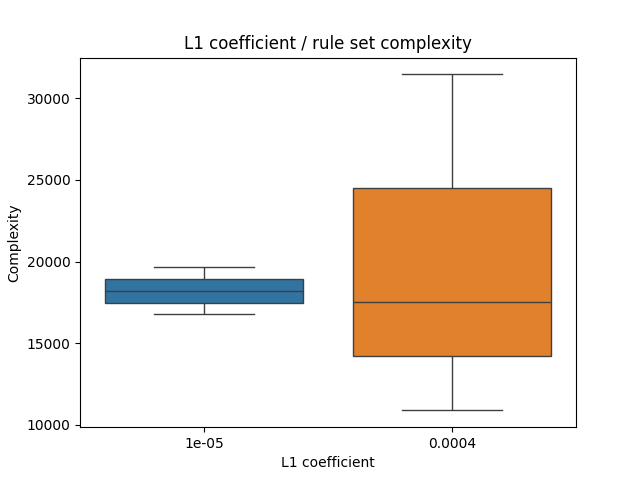 L1 coefficient / rule set complexity
30000
25000
20000
15000
10000
Complexity
1e-05
0.0004
L1 coefficient